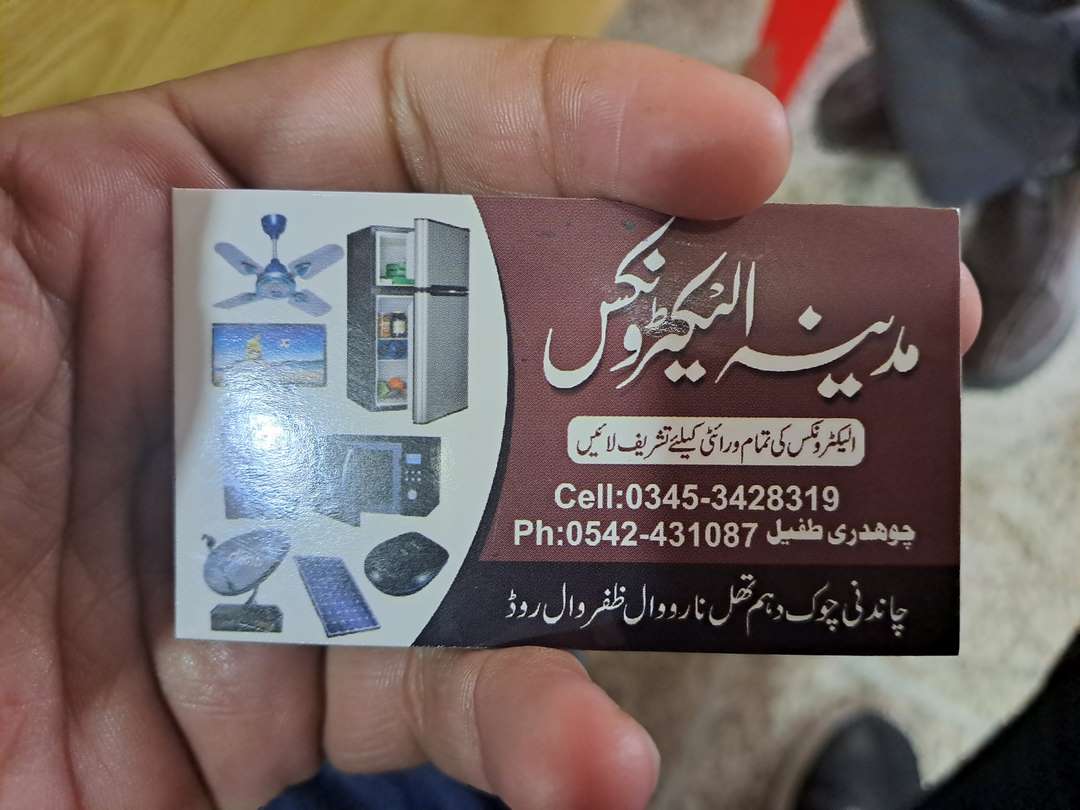 مدینہ الیکٹرونکس
الیکٹرونکس کی تمام ورائٹی کیلئے تشریف لائیں
Cell:0345-3428319
Ph:0542-431087 چوھدری طفیل
چاندنی چوک دہم تھل نارووال ظفروال روڈ